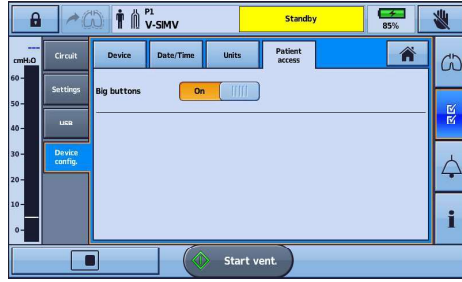 P1
V-SIMV
Standby
85%
---
cmH₂O
60-
50-
40-
30-
20-
10-
0-
Circuit
Settings
USB
Device
config.
Device
Date/Time
Units
Patient
access
Big buttons
On
Start vent.